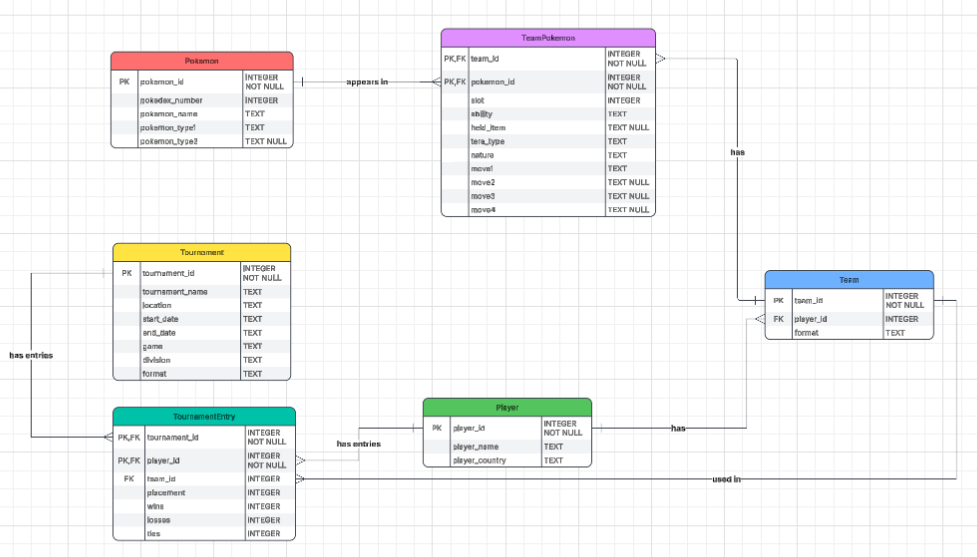 Pokemon
PK pokemon_id INTEGER NOT NULL
pokedex_number INTEGER
pokemon_name TEXT
pokemon_type1 TEXT
pokemon_type2 TEXT NULL
appears in
TeamPokemon
PK,FK team_id INTEGER NOT NULL
PK,FK pokemon_id INTEGER NOT NULL
slot INTEGER
ability TEXT
held_item TEXT NULL
tera_type TEXT
nature TEXT
move1 TEXT
move2 TEXT NULL
move3 TEXT NULL
move4 TEXT NULL
has
Tournament
PK tournament_id INTEGER NOT NULL
tournament_name TEXT
location TEXT
start_date TEXT
end_date TEXT
game TEXT
division TEXT
format TEXT
Team
PK team_id INTEGER NOT NULL
FK player_id INTEGER
format TEXT
has entries
TournamentEntry
PK,FK tournament_id INTEGER NOT NULL
PK,FK player_id INTEGER NOT NULL
FK team_id INTEGER
placement INTEGER
wins INTEGER
losses INTEGER
ties INTEGER
has entries
Player
PK player_id INTEGER NOT NULL
player_name TEXT
player_country TEXT
has
used in